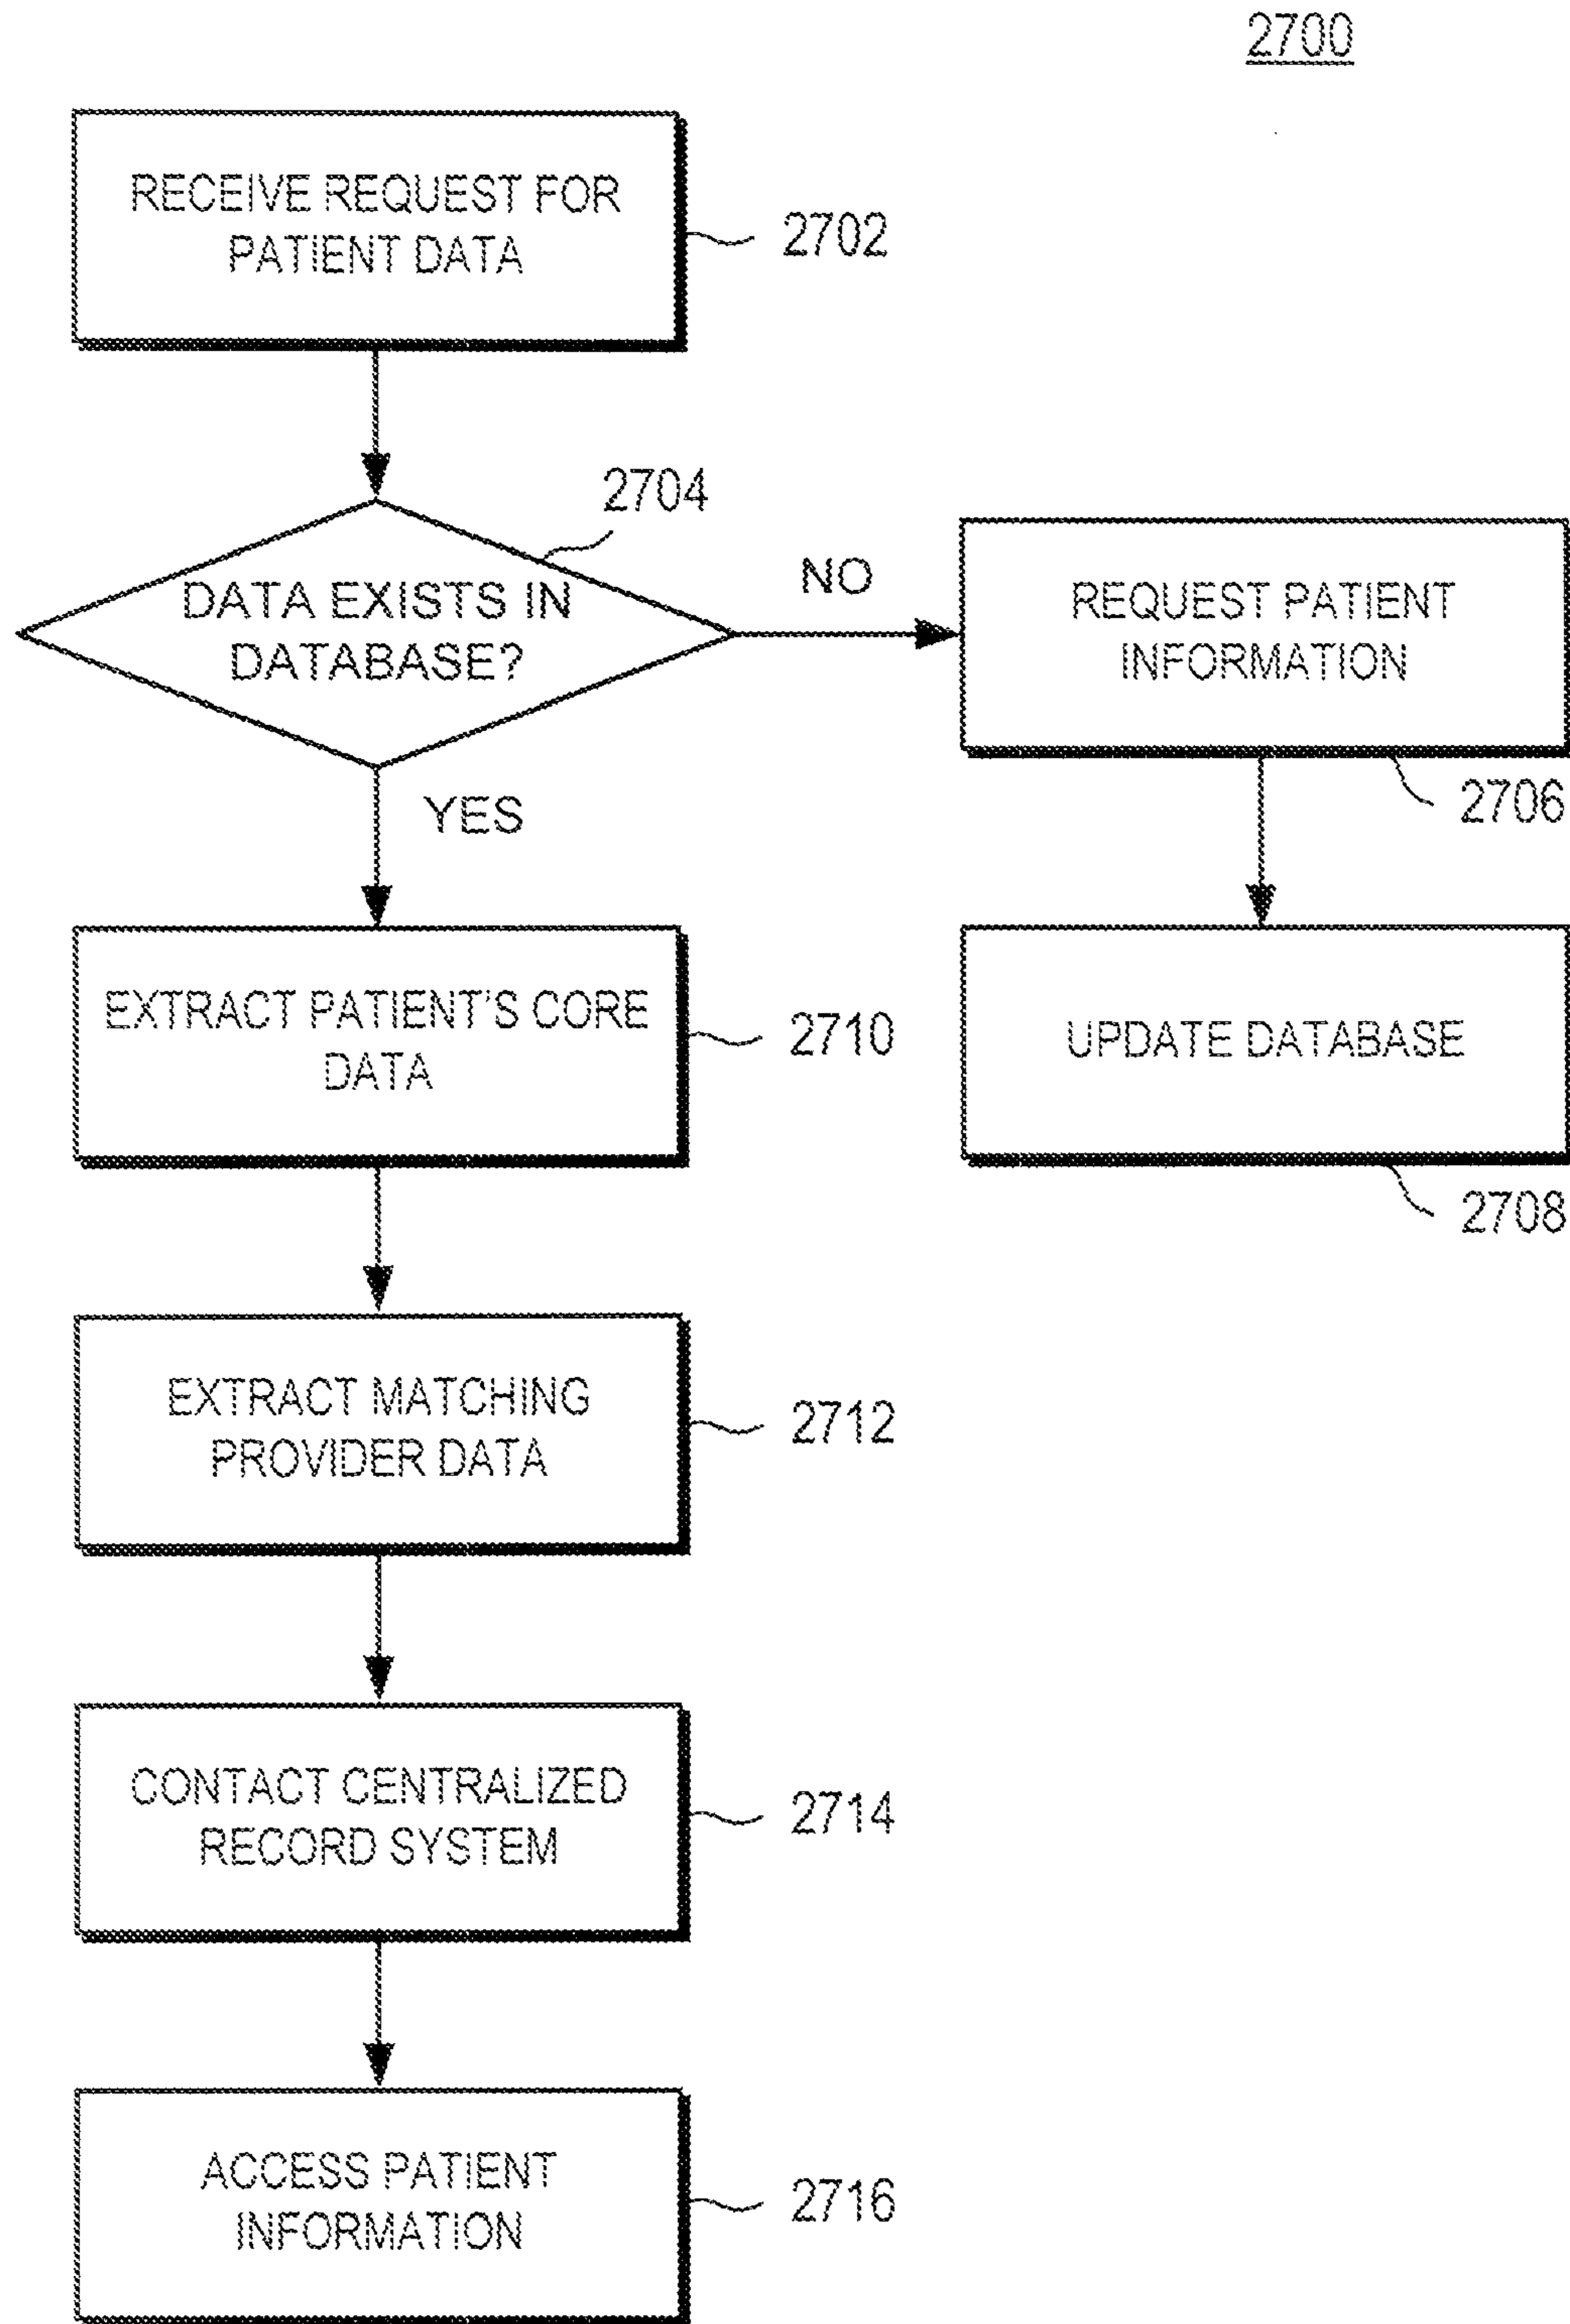 2700
RECEIVE REQUEST FOR
PATIENT DATA
2702
2704
DATA EXISTS IN
DATABASE?
NO
REQUEST PATIENT
INFORMATION
2706
YES
UPDATE DATABASE
2708
EXTRACT PATIENT'S CORE
DATA
2710
EXTRACT MATCHING
PROVIDER DATA
2712
CONTACT CENTRALIZED
RECORD SYSTEM
2714
ACCESS PATIENT
INFORMATION
2716